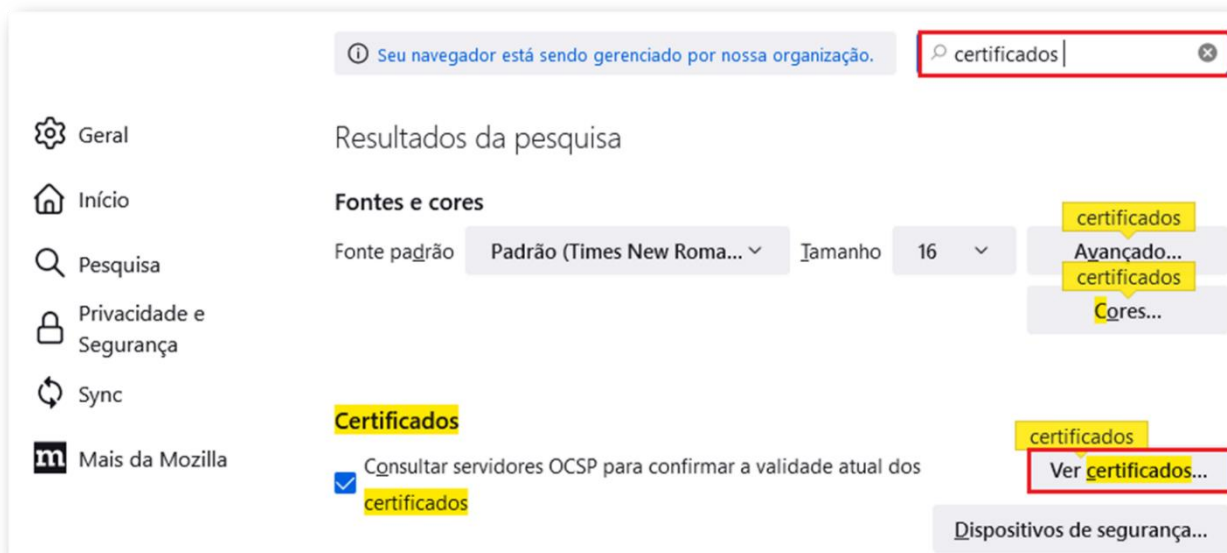 Seu navegador está sendo gerenciado por nossa organização.
certificados
Geral
Início
Pesquisa
Privacidade e
Segurança
Sync
Mais da Mozilla
Resultados da pesquisa
Fontes e cores
Fonte padrão
Padrão (Times New Roma...
Tamanho
16
certificados
Avançado...
certificados
Cores...
Certificados
Consultar servidores OCSP para confirmar a validade atual dos
certificados
certificados
Ver certificados...
Dispositivos de segurança...